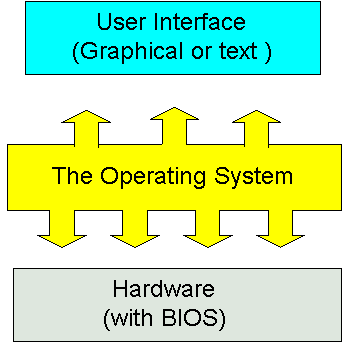 User Interface
(Graphical or text )
The Operating System
Hardware
(with BIOS)